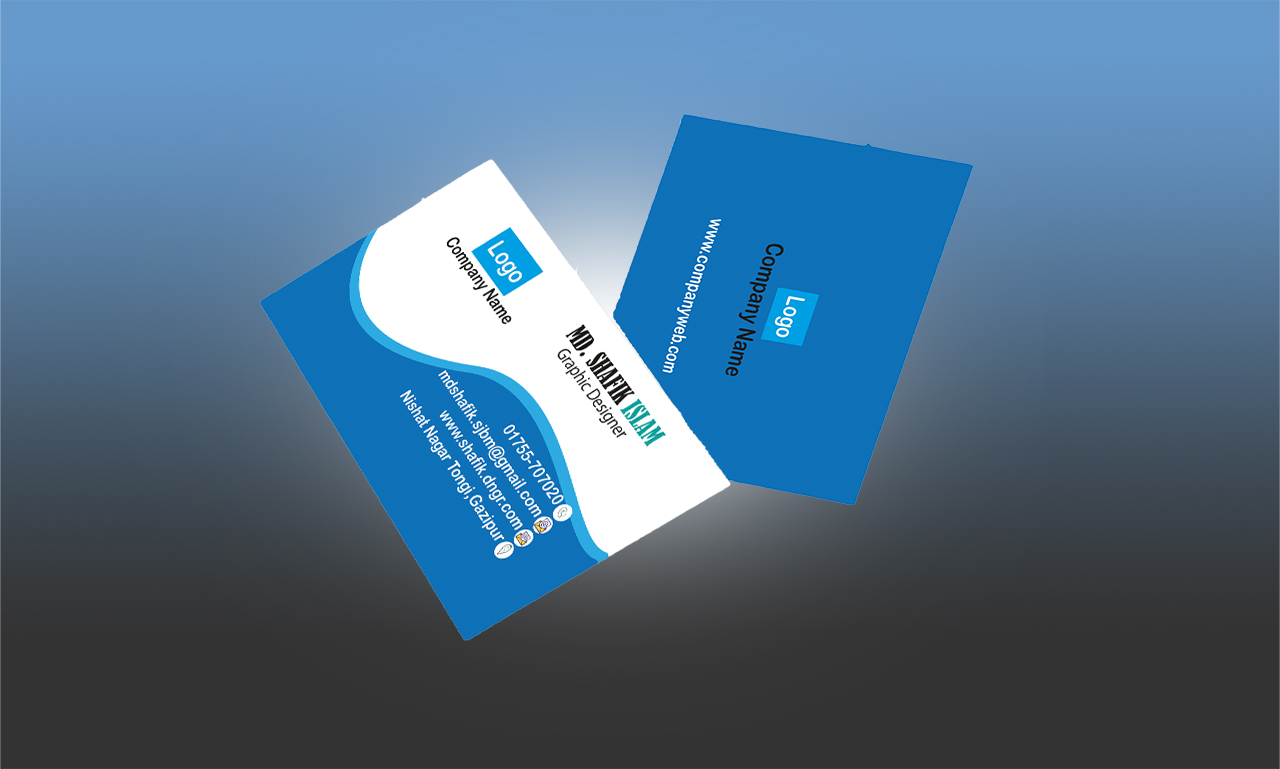 Logo
Company Name
MD. SHAFIK ISLAM
Graphic Designer
01755-707020
mdshafik.sjbm@gmail.com
www.shafik.dngr.com
Nishat Nagar Tongi,Gazipur
Logo
Company Name
www.companyweb.com